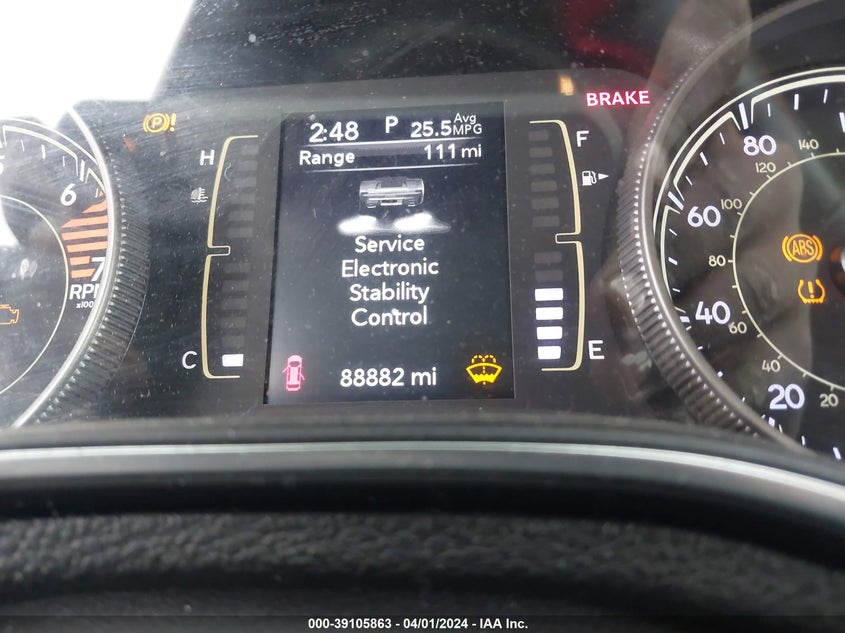 BRAKE
2:48 P 25.5 Avg MPG
Range 111 mi
Service
Electronic
Stability
Control
88882 mi
H
C
F
E
6
7
RPM
80
60
40
20
140
120
100
80
60
40
20
ABS
000-39105863 - 04/01/2024 - IAA Inc.